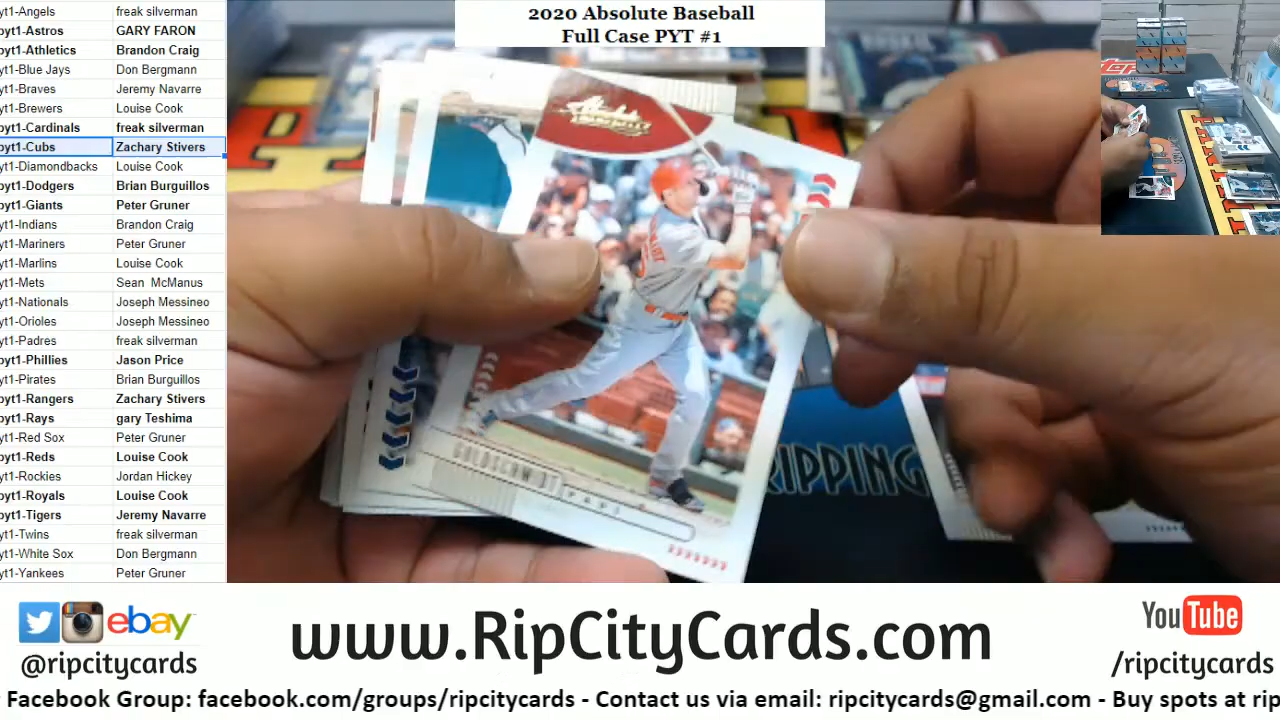 2020 Absolute Baseball
Full Case PYT #1
yt1-Angels freak silverman
pyt1-Astros GARY FARON
pyt1-Athletics Brandon Craig
yt1-Blue Jays Don Bergmann
yt1-Braves Jeremy Navarre
yt1-Brewers Louise Cook
pyt1-Cardinals freak silverman
pyt1-Cubs Zachary Stivers
yt1-Diamondbacks Louise Cook
pyt1-Dodgers Brian Burguillos
pyt1-Giants Peter Gruner
yt1-Indians Brandon Craig
yt1-Mariners Peter Gruner
yt1-Marlins Louise Cook
yt1-Mets Sean McManus
yt1-Nationals Joseph Messineo
yt1-Orioles Joseph Messineo
yt1-Padres freak silverman
pyt1-Phillies Jason Price
yt1-Pirates Brian Burguillos
pyt1-Rangers Zachary Stivers
pyt1-Rays gary Teshima
yt1-Red Sox Peter Gruner
pyt1-Reds Louise Cook
yt1-Rockies Jordan Hickey
pyt1-Royals Louise Cook
pyt1-Tigers Jeremy Navarre
yt1-Twins freak silverman
yt1-White Sox Don Bergmann
yt1-Yankees Peter Gruner
Absolute
GOLDSCHMIDT PAUL
RIPPING
ebay
@ripcitycards
www.RipCityCards.com
YouTube
/ripcitycards
Facebook Group: facebook.com/groups/ripcitycards - Contact us via email: ripcitycards@gmail.com - Buy spots at rip